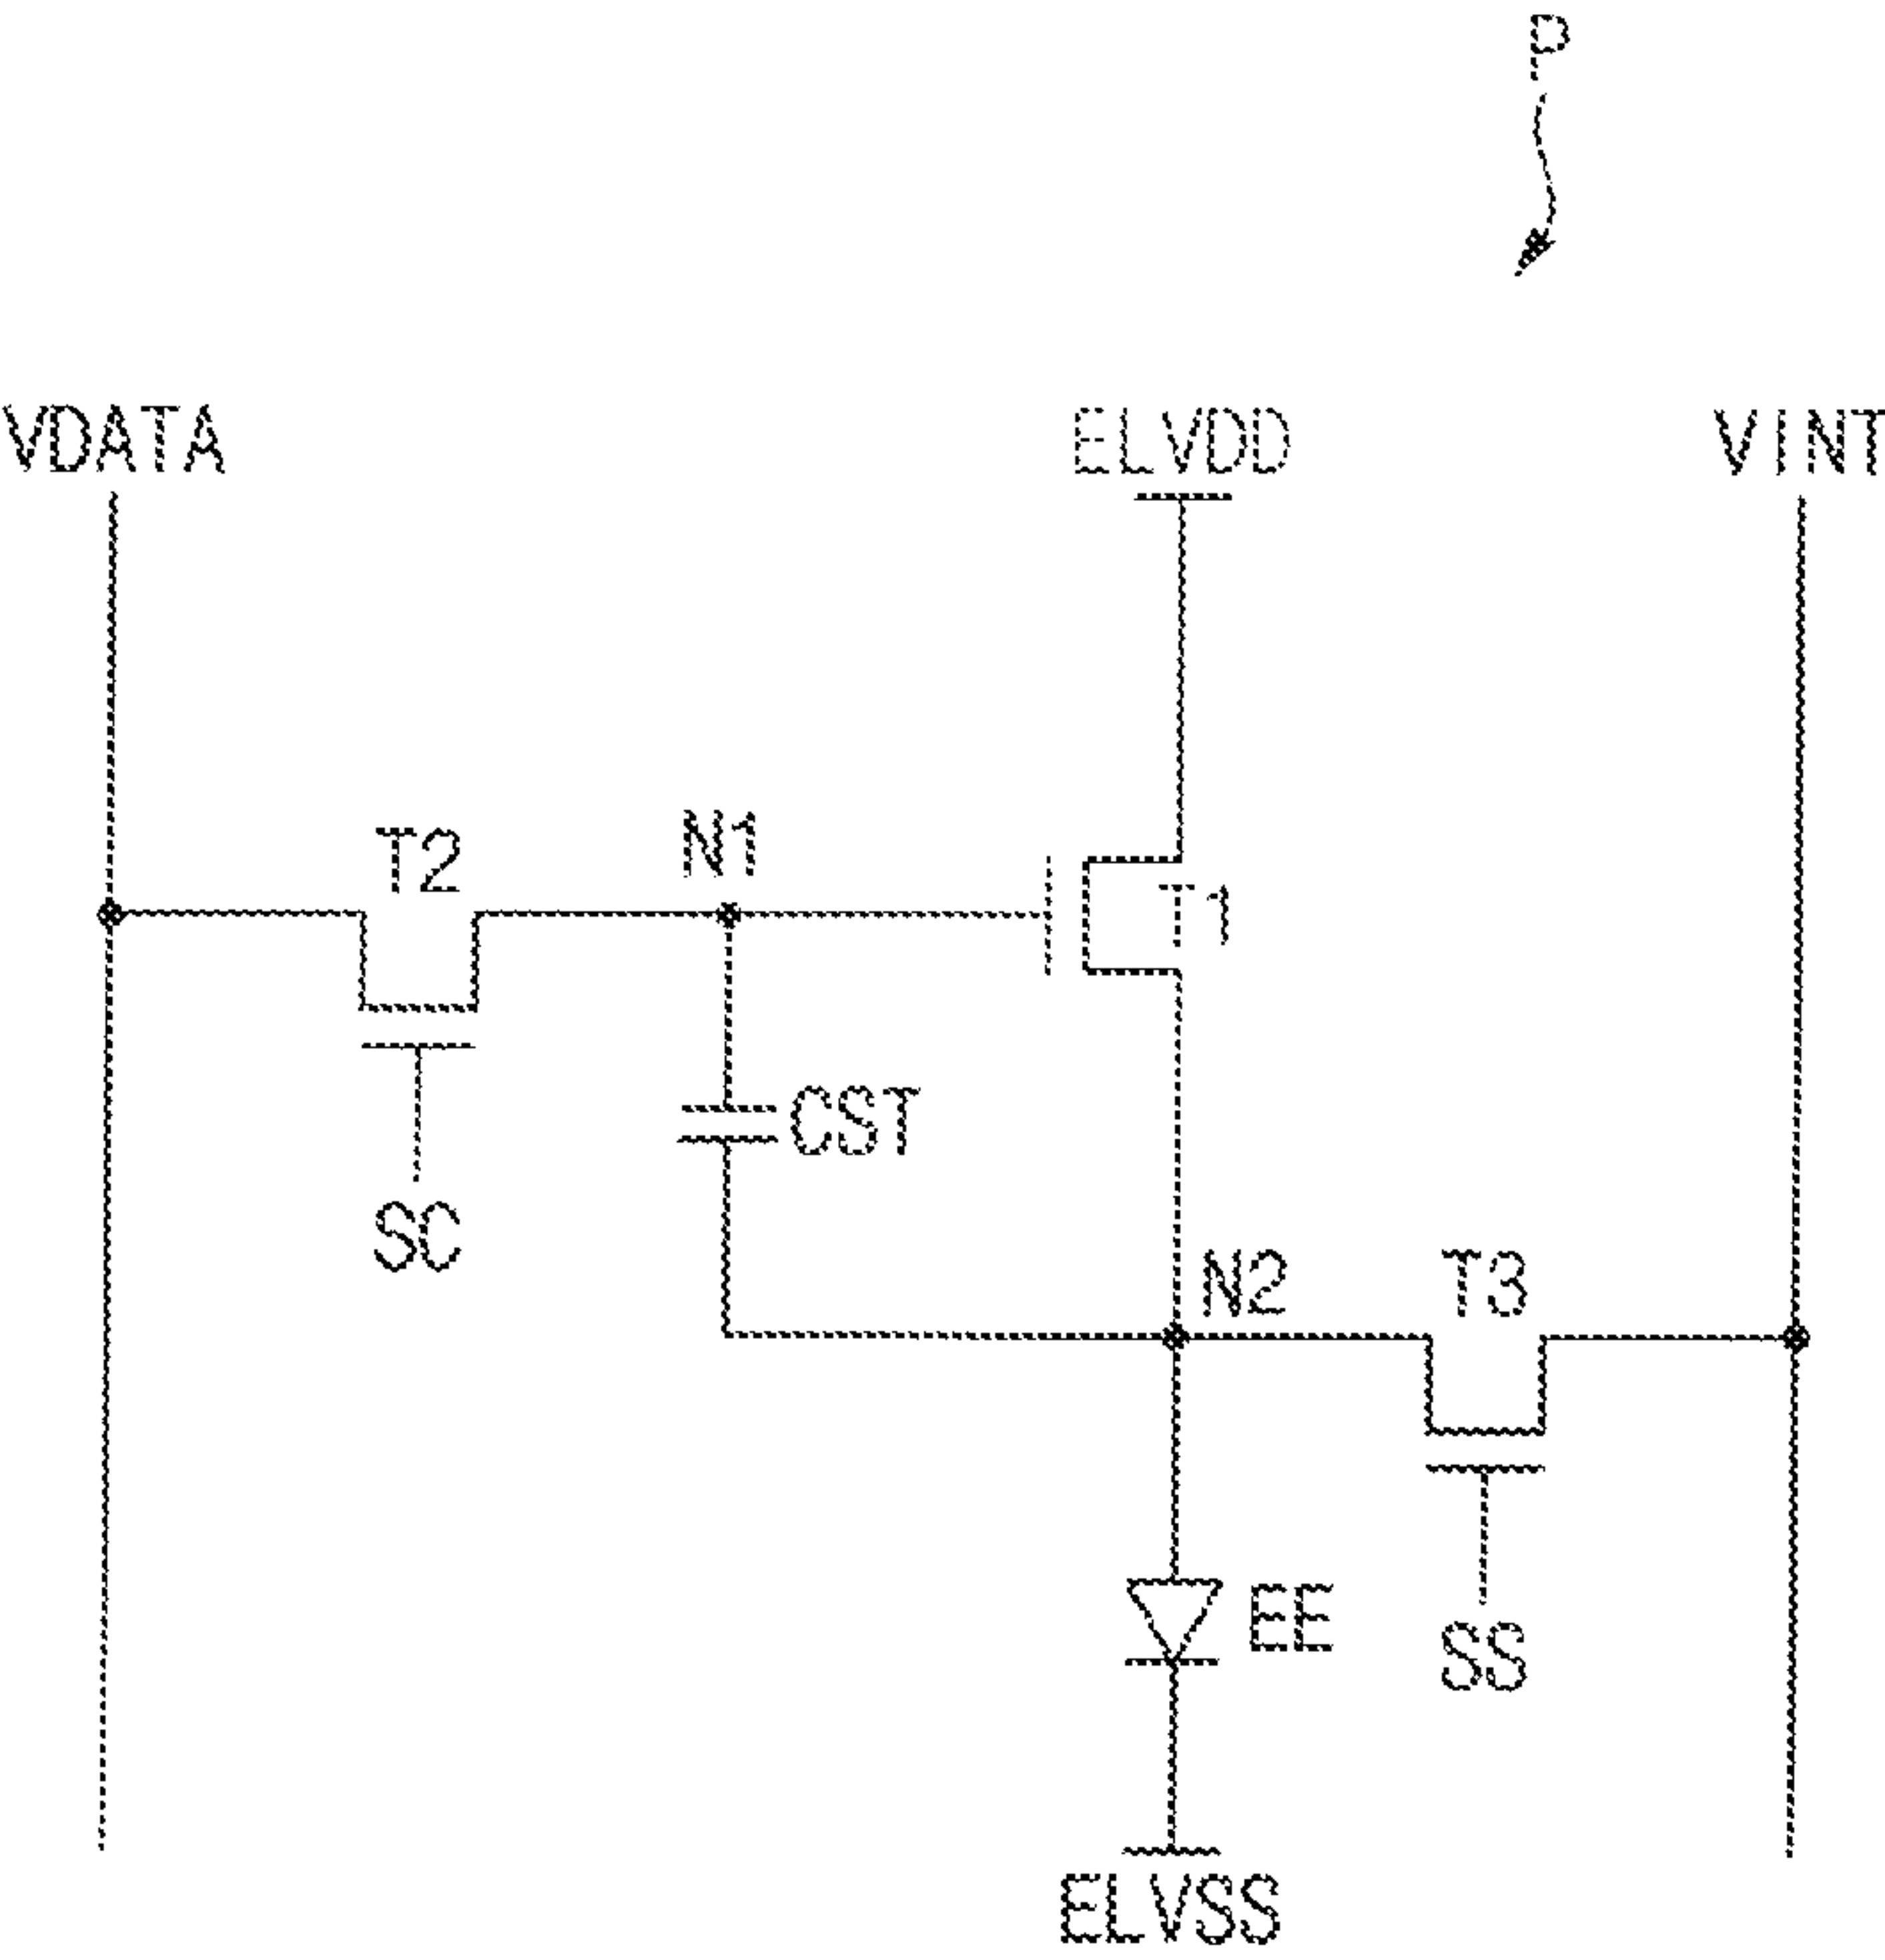 P
VDATA
ELVDD
VINT
T2
N1
T1
CST
SC
N2
T3
EE
SS
ELVSS